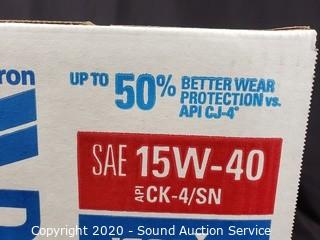 ron
UP TO 50% BETTER WEAR
PROTECTION vs.
API CJ-4*
SAE 15W-40
API CK-4/SN
Copyright 2020 - Sound Auction Service